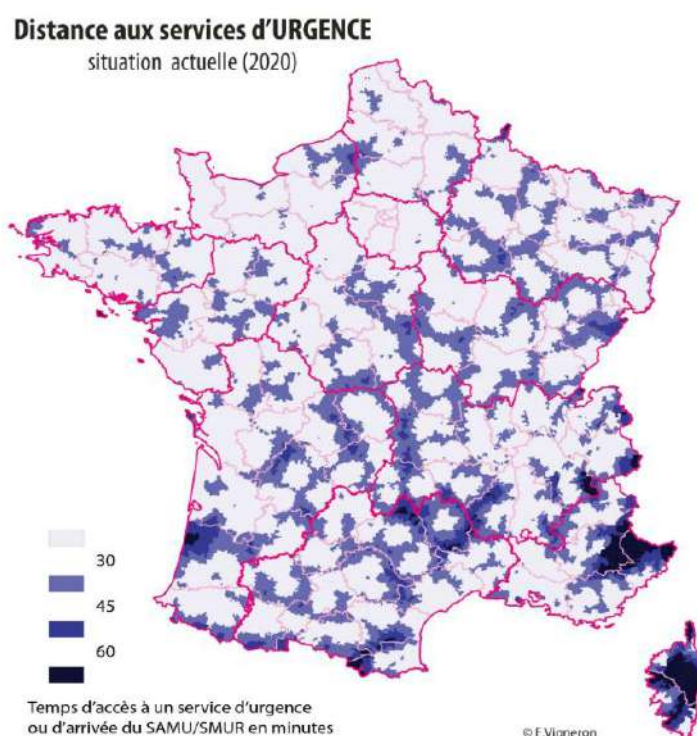 Distance aux services d'URGENCE
situation actuelle (2020)
30
45
60
Temps d'accès à un service d'urgence
ou d'arrivée du SAMU/SMUR en minutes
© E.Vigneron